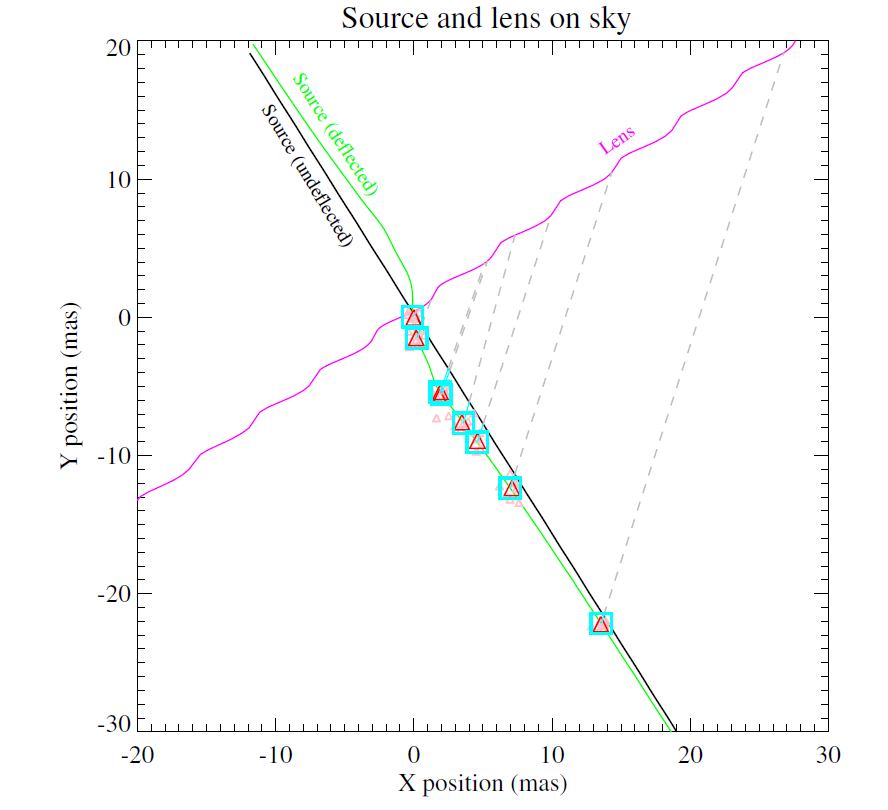 Source and lens on sky
20
10
0
-10
-20
-30
Y position (mas)
Source (deflected)
Source (undeflected)
Lens
-20
-10
0
10
20
30
X position (mas)